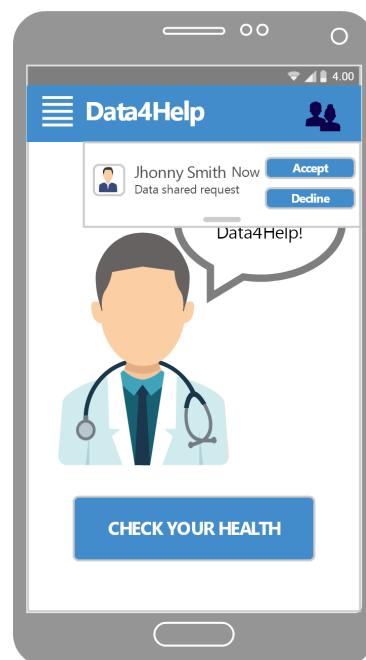 4.00
Data4Help
Jhonny Smith Now
Data shared request
Accept
Decline
Data4Help!
CHECK YOUR HEALTH